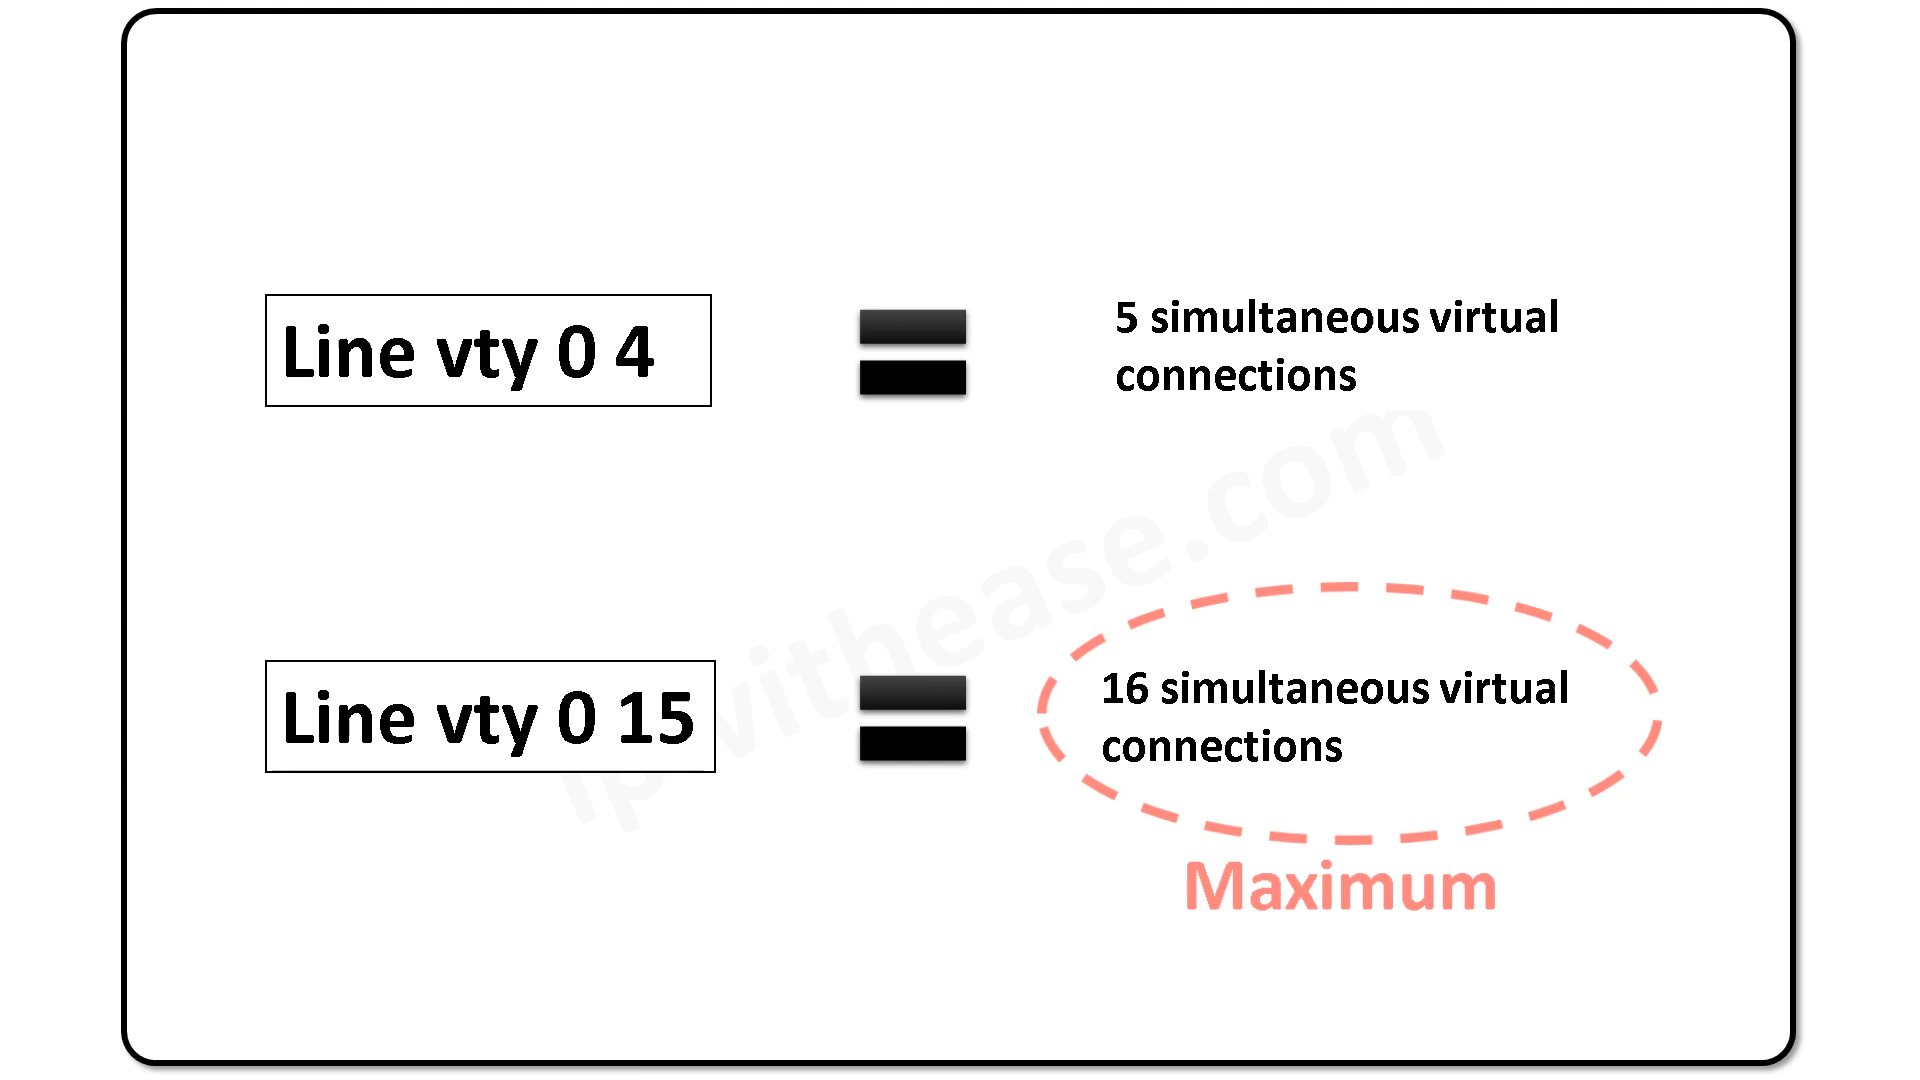 Line vty 0 4
5 simultaneous virtual
connections
ipwithease.com
Line vty 0 15
16 simultaneous virtual
connections
Maximum